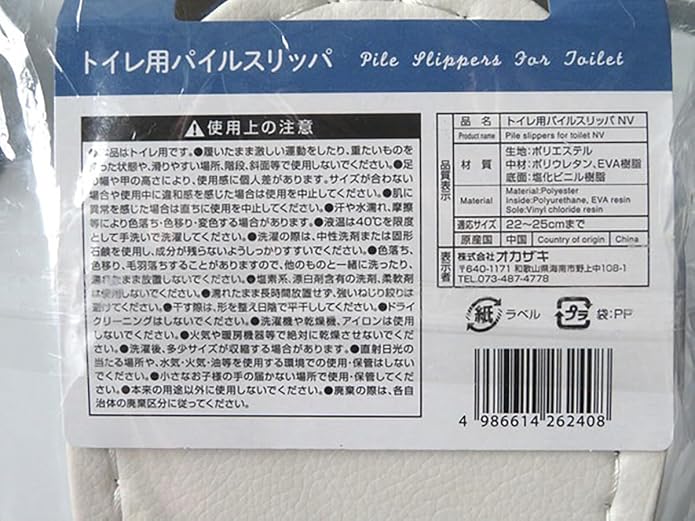 トイレ用パイルスリッパ Pile Slippers For Toilet
使用上の注意
本品はトイレ用です。●履いたまま激しい運動をしたり、重たいものを
持った状態や、滑りやすい場所、階段、斜面等で使用しないでください。●足
の幅や甲の高さにより、使用感に個人差があります。サイズが合わない
場合や使用中に違和感を感じた場合は使用を中止してください。●肌に
異常を感じた場合は直ちに使用を中止してください。●汗や水濡れ、摩擦
等により色落ち・色移り・変色する場合があります。●液温は40℃を限度
として手洗いで洗濯してください。●洗濯の際は、中性洗剤または固形
石鹸を使用し、成分が残らないようしっかりすすいでください。●色落ち、
色移り、毛羽落ちすることがありますので、他のものと一緒に洗ったり、
濡れたまま放置しないでください。●塩素系、漂白剤含有の洗剤、柔軟剤
は使用しないでください。●濡れたまま長時間放置せず、強いねじり絞りは
避けてください。●干す際は、形を整え日陰で平干ししてください。●ドライ
クリーニングはしないでください。●洗濯機や乾燥機、アイロンは使用
しないでください。●火気や暖房機器等で絶対に乾燥させないでくださ
い。●洗濯後、多少サイズが収縮する場合があります。●直射日光の
当たる場所や、水気・火気・油等を使用する環境での使用・保管はしない
でください。●小さなお子様の手の届かない場所で使用・保管してくだ
さい。●本来の用途以外に使用しないでください。●廃棄の際は、各自
治体の廃棄区分に従ってください。
品質表示
品 名 トイレ用パイルスリッパ NV
Product name Pile slippers for toilet NV
材 質 生地:ポリエステル
中材:ポリウレタン、EVA樹脂
底面:塩化ビニル樹脂
Material Material:Polyester
Inside:Polyurethane, EVA resin
Sole:Vinyl chloride resin
適応サイズ 22～25cmまで
原産国 中国 Country of origin China
表示者 株式会社オカザキ
〒640-1171 和歌山県海南市野上中108-1
TEL.073-487-4778
紙 ラベル プラ 袋:PP
4 986614 262408